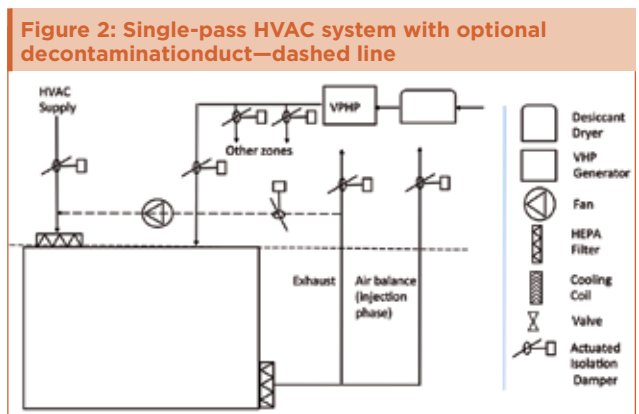 Figure 2: Single-pass HVAC system with optional
decontaminationduct—dashed line
HVAC
Supply
VPHP
Other zones
Exhaust
Air balance
(injection
phase)
Desiccant
Dryer
VHP
Generator
Fan
HEPA
Filter
Cooling
Coil
Valve
Actuated
Isolation
Damper